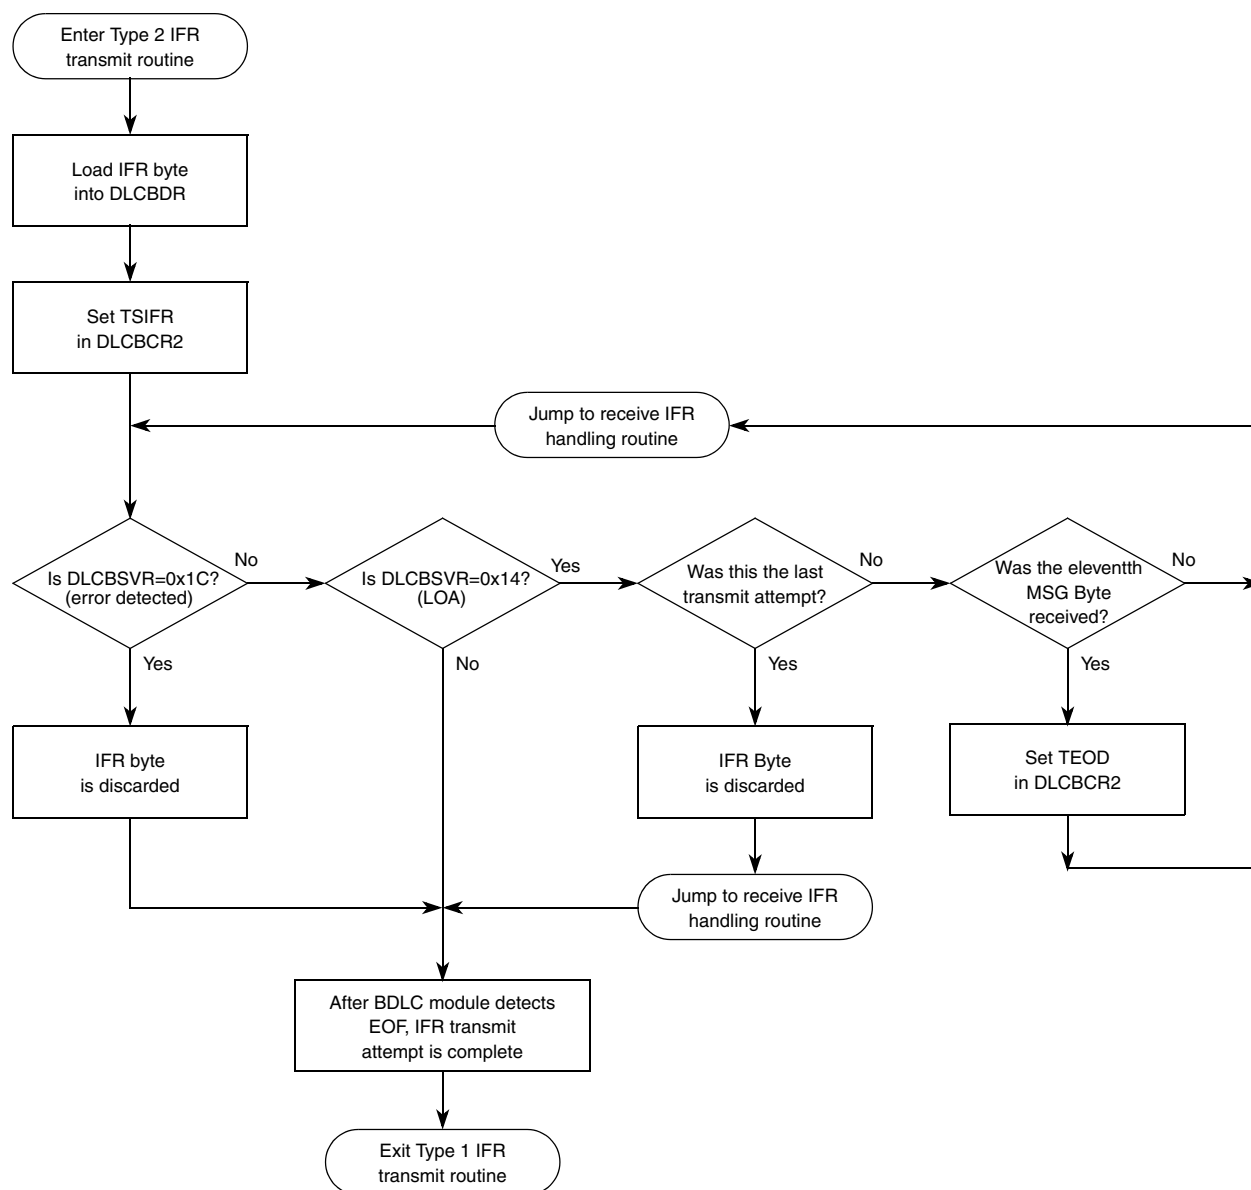 Enter Type 2 IFR
transmit routine
Load IFR byte
into DLCBDR
Set TSIFR
in DLCBCR2
Jump to receive IFR
handling routine
Is DLCBSVR=0x1C?
(error detected)
No
Yes
Is DLCBSVR=0x14?
(LOA)
Yes
No
Was this the last
transmit attempt?
No
Yes
Was the eleventth
MSG Byte
received?
No
Yes
IFR byte
is discarded
IFR Byte
is discarded
Set TEOD
in DLCBCR2
Jump to receive IFR
handling routine
After BDLC module detects
EOF, IFR transmit
attempt is complete
Exit Type 1 IFR
transmit routine